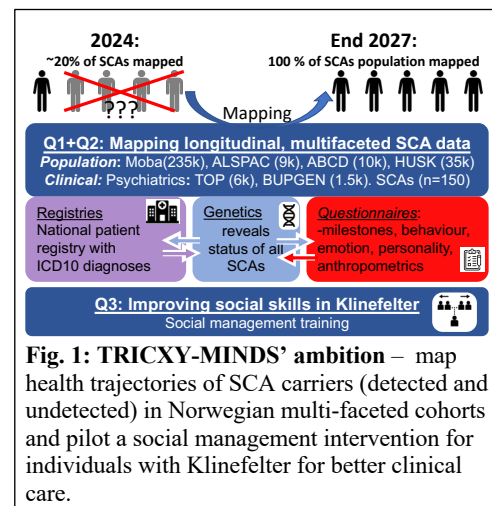 2024:
~20% of SCAs mapped
???
Mapping
End 2027:
100 % of SCAs population mapped
Q1+Q2: Mapping longitudinal, multifaceted SCA data
Population: Moba(235k), ALSPAC (9k), ABCD (10k), HUSK (35k)
Clinical: Psychiatrics: TOP (6k), BUPGEN (1.5k). SCAs (n=150)
Registries
National patient
registry with
ICD10 diagnoses
Genetics
reveals
status of all
SCAs
Questionnaires:
-milestones, behaviour,
emotion, personality,
anthropometrics
Q3: Improving social skills in Klinefelter
Social management training
Fig. 1: TRICXY-MINDS’ ambition – map
health trajectories of SCA carriers (detected and
undetected) in Norwegian multi-faceted cohorts
and pilot a social management intervention for
individuals with Klinefelter for better clinical
care.